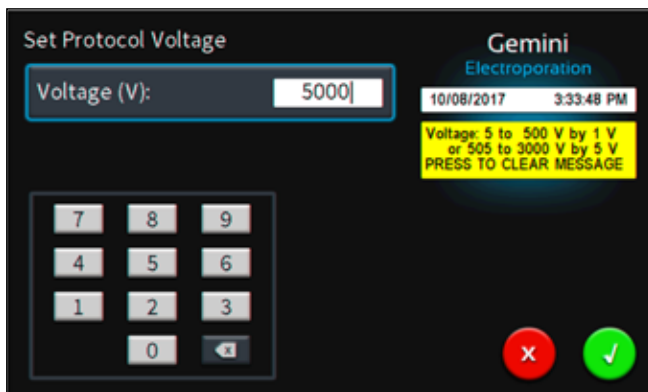 Set Protocol Voltage
Voltage (V): 5000
Gemini
Electroporation
10/08/2017 3:33:48 PM
Voltage: 5 to 500 V by 1 V
or 505 to 3000 V by 5 V
PRESS TO CLEAR MESSAGE
7 8 9
4 5 6
1 2 3
0